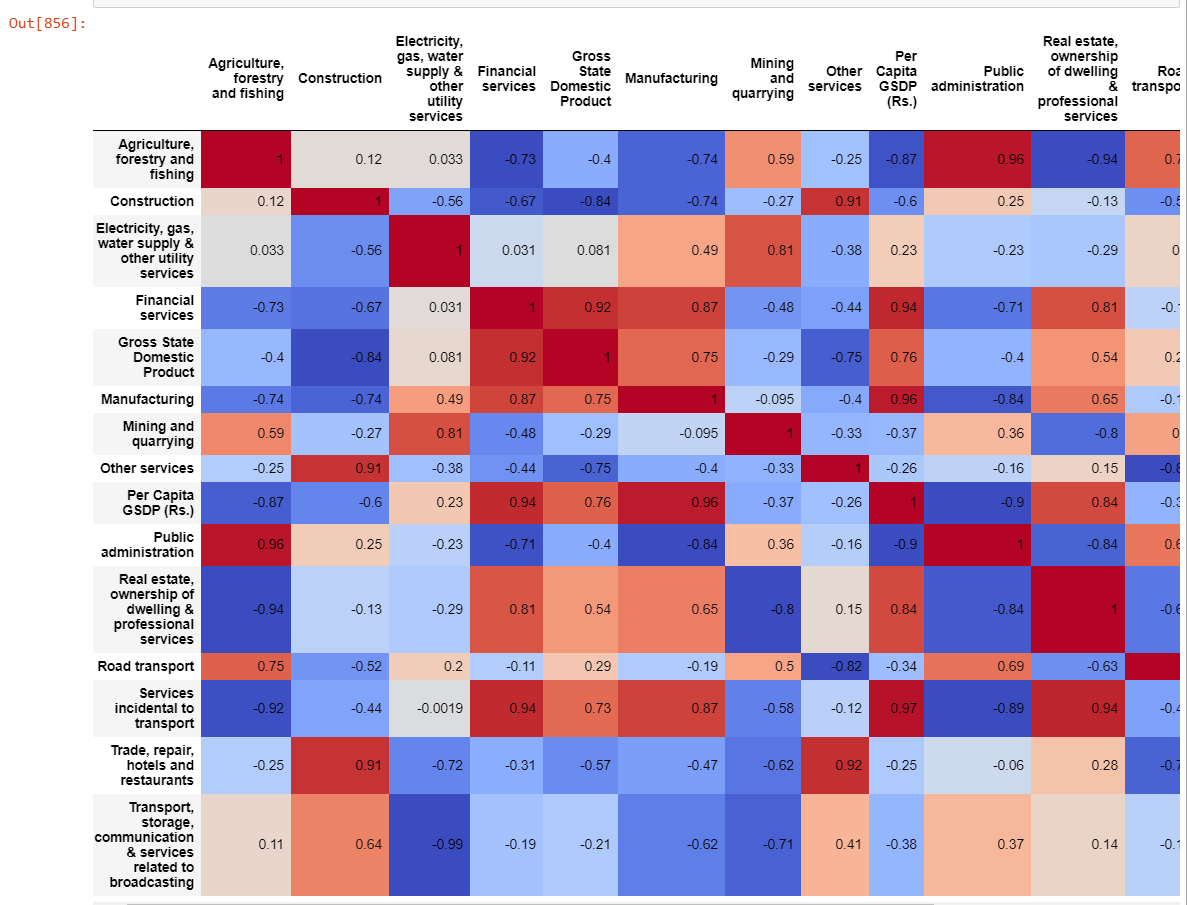 Out[856]:
Agriculture, forestry and fishing Construction Electricity, gas, water supply & other utility services Financial services Gross State Domestic Product Manufacturing Mining and quarrying Other services Per Capita GSDP (Rs.) Public administration Real estate, ownership of dwelling & professional services
Agriculture, forestry and fishing 1 0.12 0.033 -0.73 -0.4 -0.74 0.59 -0.25 -0.87 0.96 -0.94
Construction 0.12 1 -0.56 -0.67 -0.84 -0.74 -0.27 0.91 -0.6 0.25 -0.13
Electricity, gas, water supply & other utility services 0.033 -0.56 1 0.031 0.081 0.49 0.81 -0.38 0.23 -0.23 -0.29
Financial services -0.73 -0.67 0.031 1 0.92 0.87 -0.48 -0.44 0.94 -0.71 0.81
Gross State Domestic Product -0.4 -0.84 0.081 0.92 1 0.75 -0.29 -0.75 0.76 -0.4 0.54
Manufacturing -0.74 -0.74 0.49 0.87 0.75 1 -0.095 -0.4 0.96 -0.84 0.65
Mining and quarrying 0.59 -0.27 0.81 -0.48 -0.29 -0.095 1 -0.33 -0.37 0.36 -0.8
Other services -0.25 0.91 -0.38 -0.44 -0.75 -0.4 -0.33 1 -0.26 -0.16 0.15
Per Capita GSDP (Rs.) -0.87 -0.6 0.23 0.94 0.76 0.96 -0.37 -0.26 1 -0.9 0.84
Public administration 0.96 0.25 -0.23 -0.71 -0.4 -0.84 0.36 -0.16 -0.9 1 -0.84
Real estate, ownership of dwelling & professional services -0.94 -0.13 -0.29 0.81 0.54 0.65 -0.8 0.15 0.84 -0.84 1
Road transport 0.75 -0.52 0.2 -0.11 0.29 -0.19 0.5 -0.82 -0.34 0.69 -0.63
Services incidental to transport -0.92 -0.44 -0.0019 0.94 0.73 0.87 -0.58 -0.12 0.97 -0.89 0.94
Trade, repair, hotels and restaurants -0.25 0.91 -0.72 -0.31 -0.57 -0.47 -0.62 0.92 -0.25 -0.06 0.28
Transport, storage, communication & services related to broadcasting 0.11 0.64 -0.99 -0.19 -0.21 -0.62 -0.71 0.41 -0.38 0.37 0.14